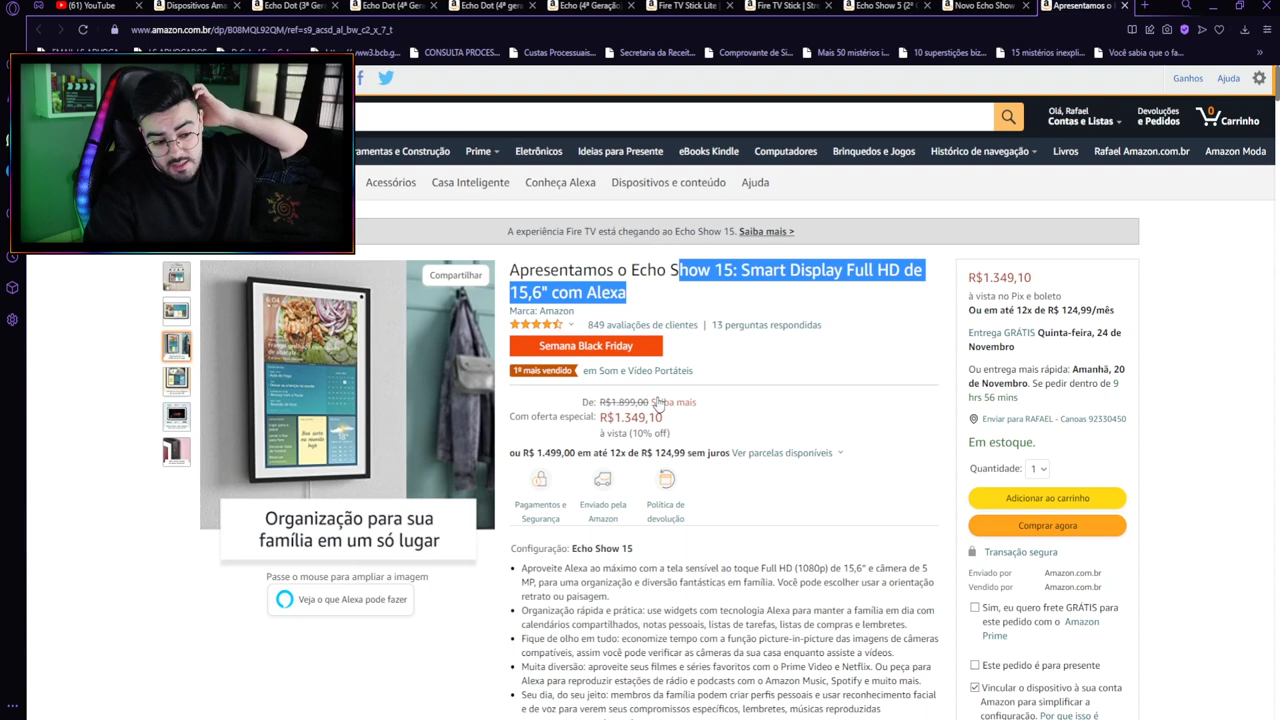 (61) YouTube
Dispositivos Ama
Echo Dot (3ª Ger
Echo Dot (4ª Ger
Echo Dot (4ª gera
Echo (4ª Geração)
Fire TV Stick Lite
Fire TV Stick | Stre
Echo Show 5 (2ª
Novo Echo Show
Apresentamos o
www.amazon.com.br/dp/B08MQL92QM/ref=s9_acsd_al_bw_c2_x_7_t
www3.bcb.g...
CONSULTA PROCES...
Custas Processuais...
Secretaria da Receit...
Comprovante de Si...
Mais 50 mistérios i...
10 superstições biz...
15 mistérios inexpli...
Você sabia que o fa...
Ganhos
Ajuda
Olá, Rafael
Contas e Listas
Devoluções
e Pedidos
0
Carrinho
ramentas e Construção
Prime
Eletrônicos
Ideias para Presente
eBooks Kindle
Computadores
Brinquedos e Jogos
Histórico de navegação
Livros
Rafael Amazon.com.br
Amazon Moda
Acessórios
Casa Inteligente
Conheça Alexa
Dispositivos e conteúdo
Ajuda
A experiência Fire TV está chegando ao Echo Show 15. Saiba mais >
Compartilhar
6:04
Organização para sua
família em um só lugar
Passe o mouse para ampliar a imagem
Veja o que Alexa pode fazer
Apresentamos o Echo Show 15: Smart Display Full HD de
15,6" com Alexa
Marca: Amazon
849 avaliações de clientes | 13 perguntas respondidas
Semana Black Friday
1º mais vendido em Som e Vídeo Portáteis
De: R$1.899,00 Saiba mais
Com oferta especial: R$1.349,10
à vista (10% off)
ou R$ 1.499,00 em até 12x de R$ 124,99 sem juros Ver parcelas disponíveis
Pagamentos e
Segurança
Enviado pela
Amazon
Política de
devolução
Configuração: Echo Show 15
• Aproveite Alexa ao máximo com a tela sensível ao toque Full HD (1080p) de 15,6" e câmera de 5
MP, para uma organização e diversão fantásticas em família. Você pode escolher usar a orientação
retrato ou paisagem.
• Organização rápida e prática: use widgets com tecnologia Alexa para manter a família em dia com
calendários compartilhados, notas pessoais, listas de tarefas, listas de compras e lembretes.
• Fique de olho em tudo: economize tempo com a função picture-in-picture das imagens de câmeras
compatíveis, assim você pode verificar as câmeras da sua casa enquanto assiste a vídeos.
• Muita diversão: aproveite seus filmes e séries favoritos com o Prime Video e Netflix. Ou peça para
Alexa para reproduzir estações de rádio e podcasts com o Amazon Music, Spotify e muito mais.
• Seu dia, do seu jeito: membros da família podem criar perfis pessoais e usar reconhecimento facial
e de voz para verem seus compromissos específicos, lembretes, músicas reproduzidas
R$1.349,10
à vista no Pix e boleto
Ou em até 12x de R$ 124,99/mês
Entrega GRÁTIS Quinta-feira, 24 de
Novembro
Ou entrega mais rápida: Amanhã, 20
de Novembro. Se pedir dentro de 9
hrs 56 mins
Enviar para RAFAEL - Canoas 92330450
Em estoque.
Quantidade: 1
Adicionar ao carrinho
Comprar agora
Transação segura
Enviado por Amazon.com.br
Vendido por Amazon.com.br
Sim, eu quero frete GRÁTIS para
este pedido com o Amazon
Prime
Este pedido é para presente
Vincular o dispositivo à sua conta
Amazon para simplificar a
configuração. Por que isso é